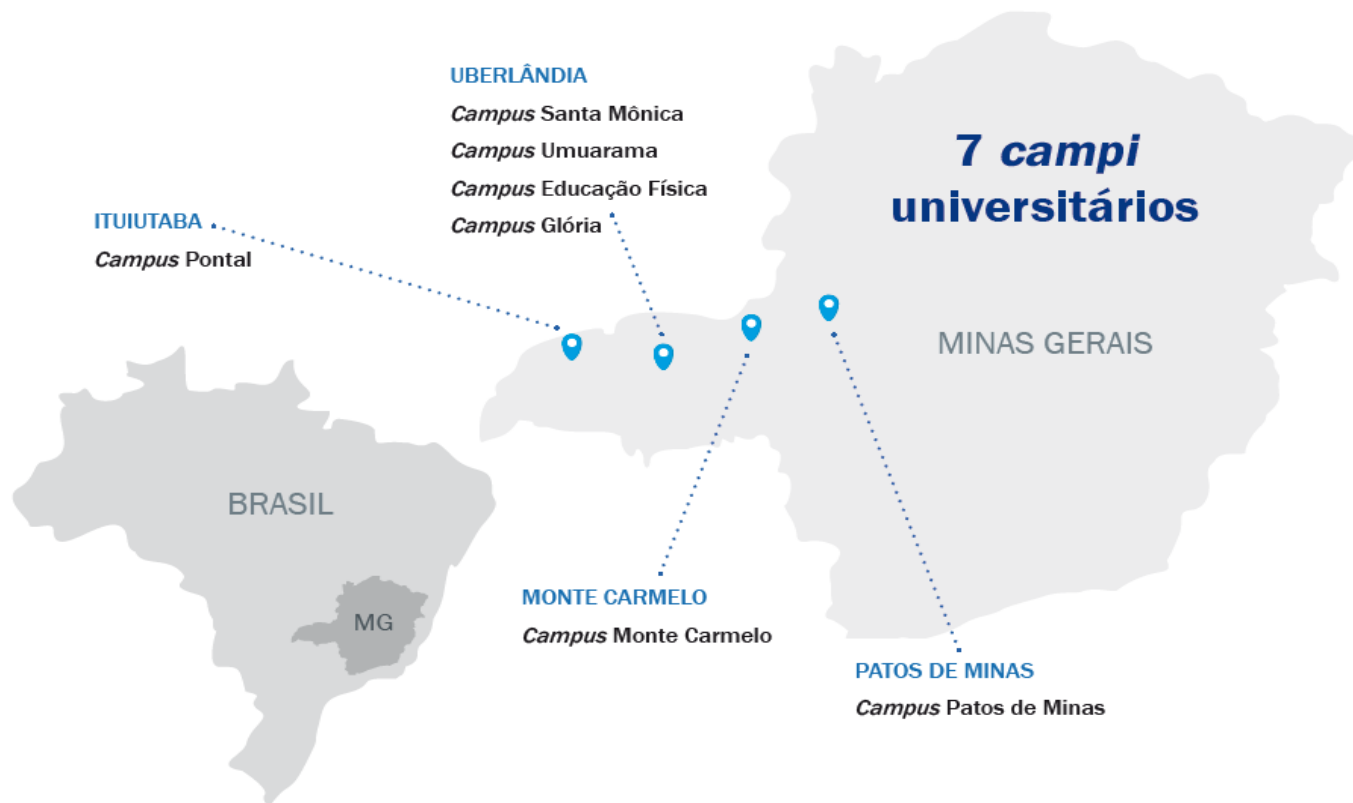 UBERLÂNDIA
Campus Santa Mônica
Campus Umuarama
Campus Educação Física
Campus Glória
ITUIUTABA
Campus Pontal
7 campi
universitários
MINAS GERAIS
BRASIL
MG
MONTE CARMELO
Campus Monte Carmelo
PATOS DE MINAS
Campus Patos de Minas